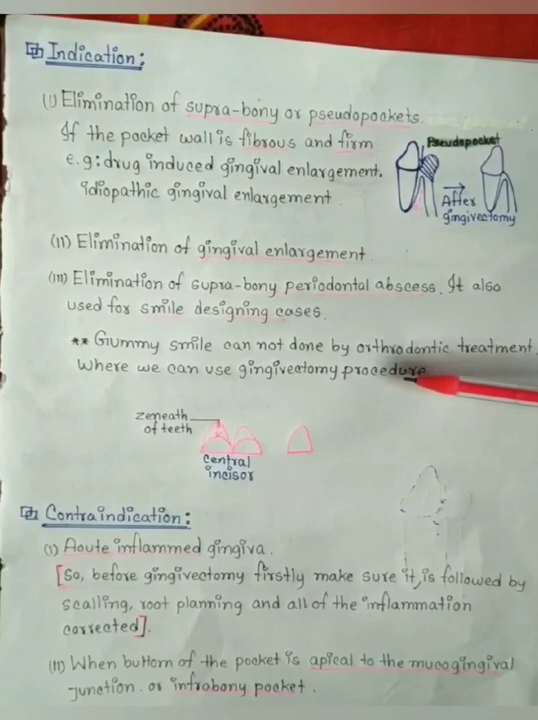 Indication:
(I) Elimination of supra-bony or pseudopockets.
If the pocket wall is fibrous and firm
e.g: drug induced gingival enlargement.
idiopathic gingival enlargement.
Pseudopocket
After
gingivectomy
(II) Elimination of gingival enlargement.
(III) Elimination of supra-bony periodontal abscess. It also
used for smile designing cases.
** Gummy smile can not done by orthrodontic treatment,
Where we can use gingivectomy procedure
zeneath
of teeth
central
incisor
Contraindication:
(I) Acute inflammed gingiva.
[So, before gingivectomy firstly make sure it, is followed by
scalling, root planning and all of the inflammation
corrected].
(II) When buttom of the pocket is apical to the mucogingival
junction or infrabony pocket.